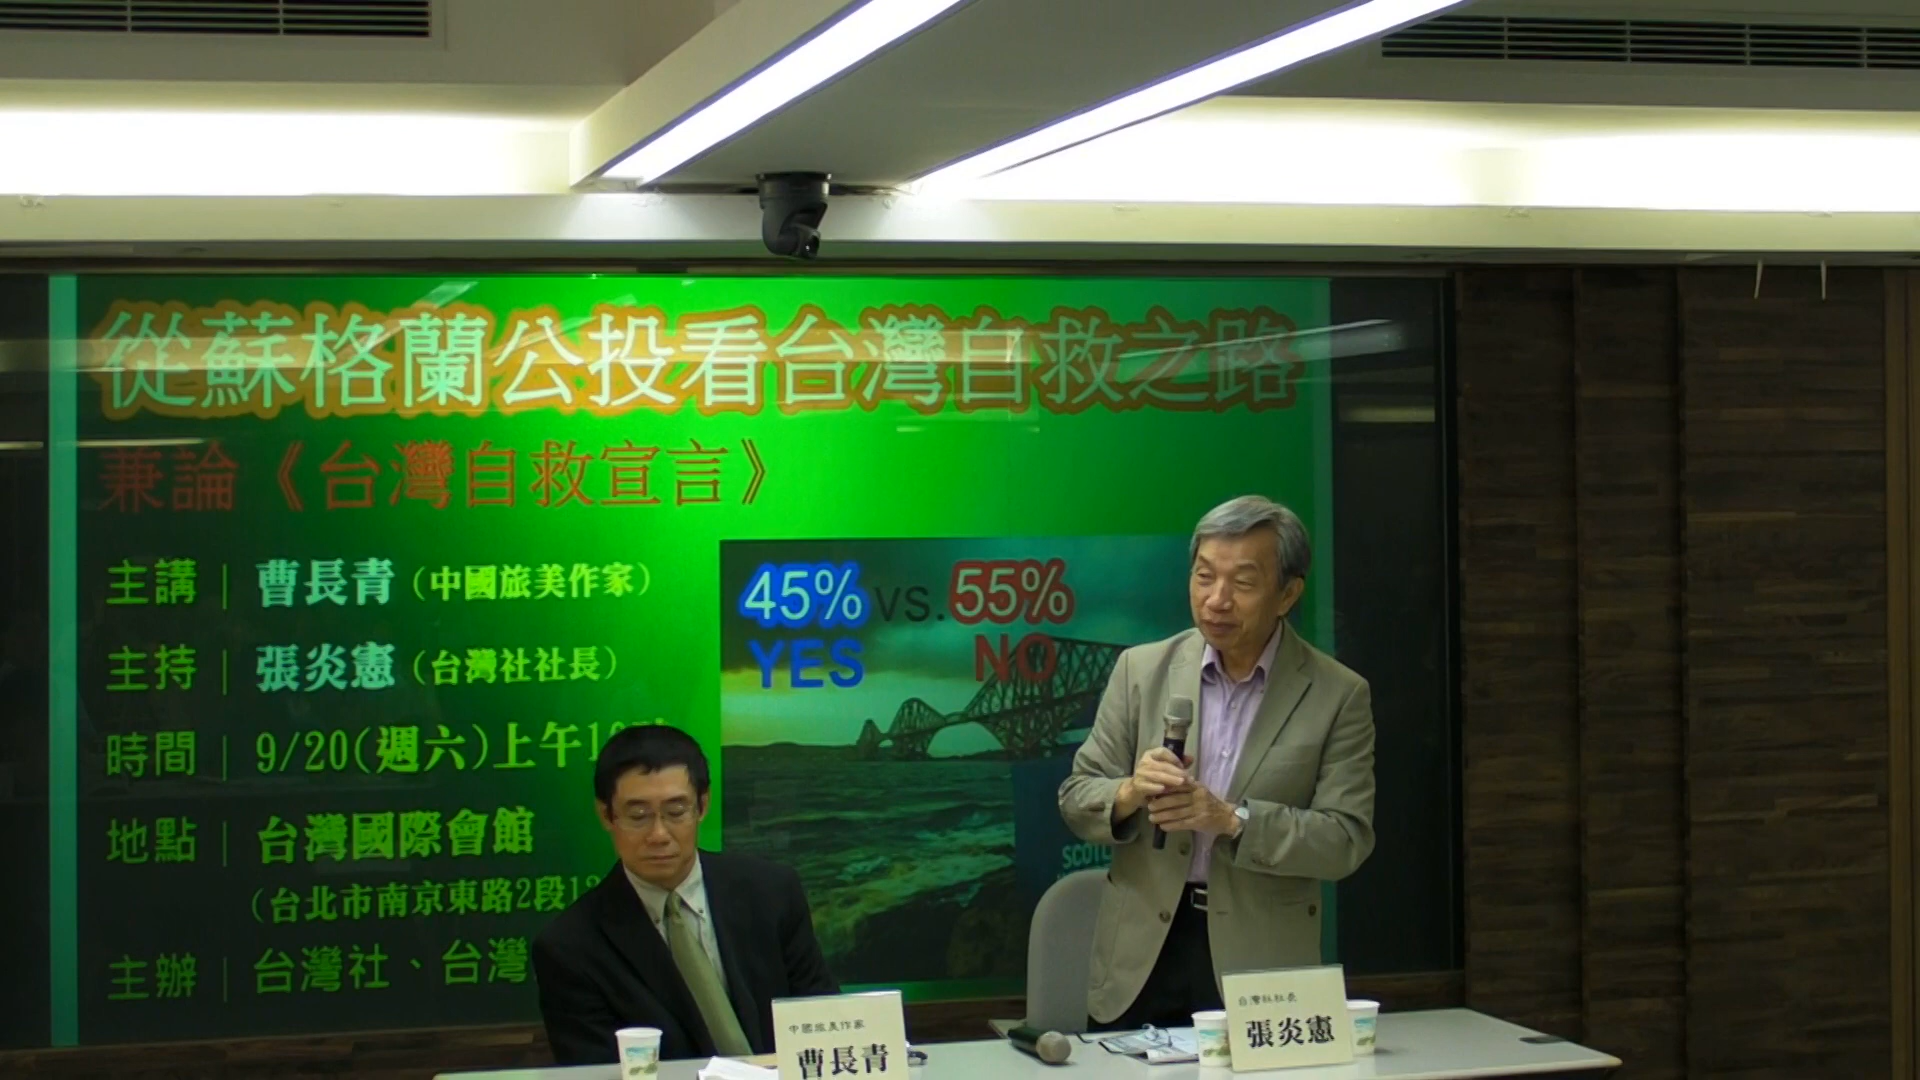 從蘇格蘭公投看台灣自救之路
兼論《台灣自救宣言》
主講｜曹長青(中國旅美作家)
主持｜張炎憲(台灣社社長)
時間｜9/20(週六)上午10
地點｜台灣國際會館
(台北市南京東路2段1
主辦｜台灣社、台灣
45% vs. 55%
YES NO
中國旅美作家
曹長青
台灣社社長
張炎憲